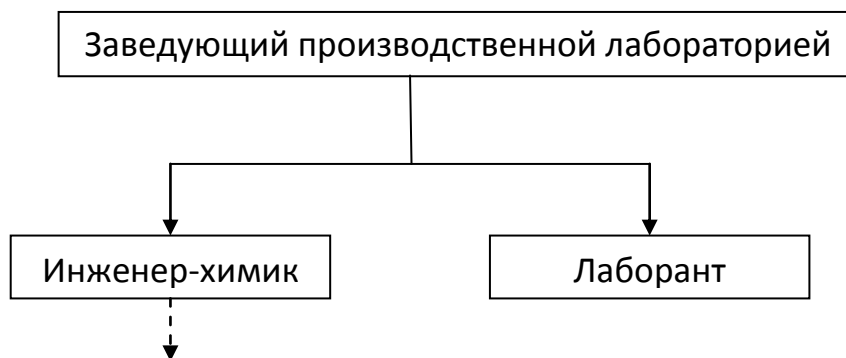 Заведующий производственной лабораторией
Инженер-химик
Лаборант